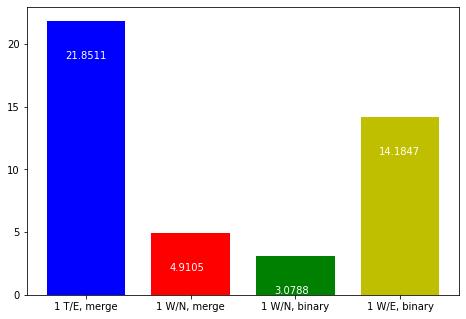 20
15
10
5
0
21.8511
4.9105
3.0788
14.1847
1 T/E, merge
1 W/N, merge
1 W/N, binary
1 W/E, binary